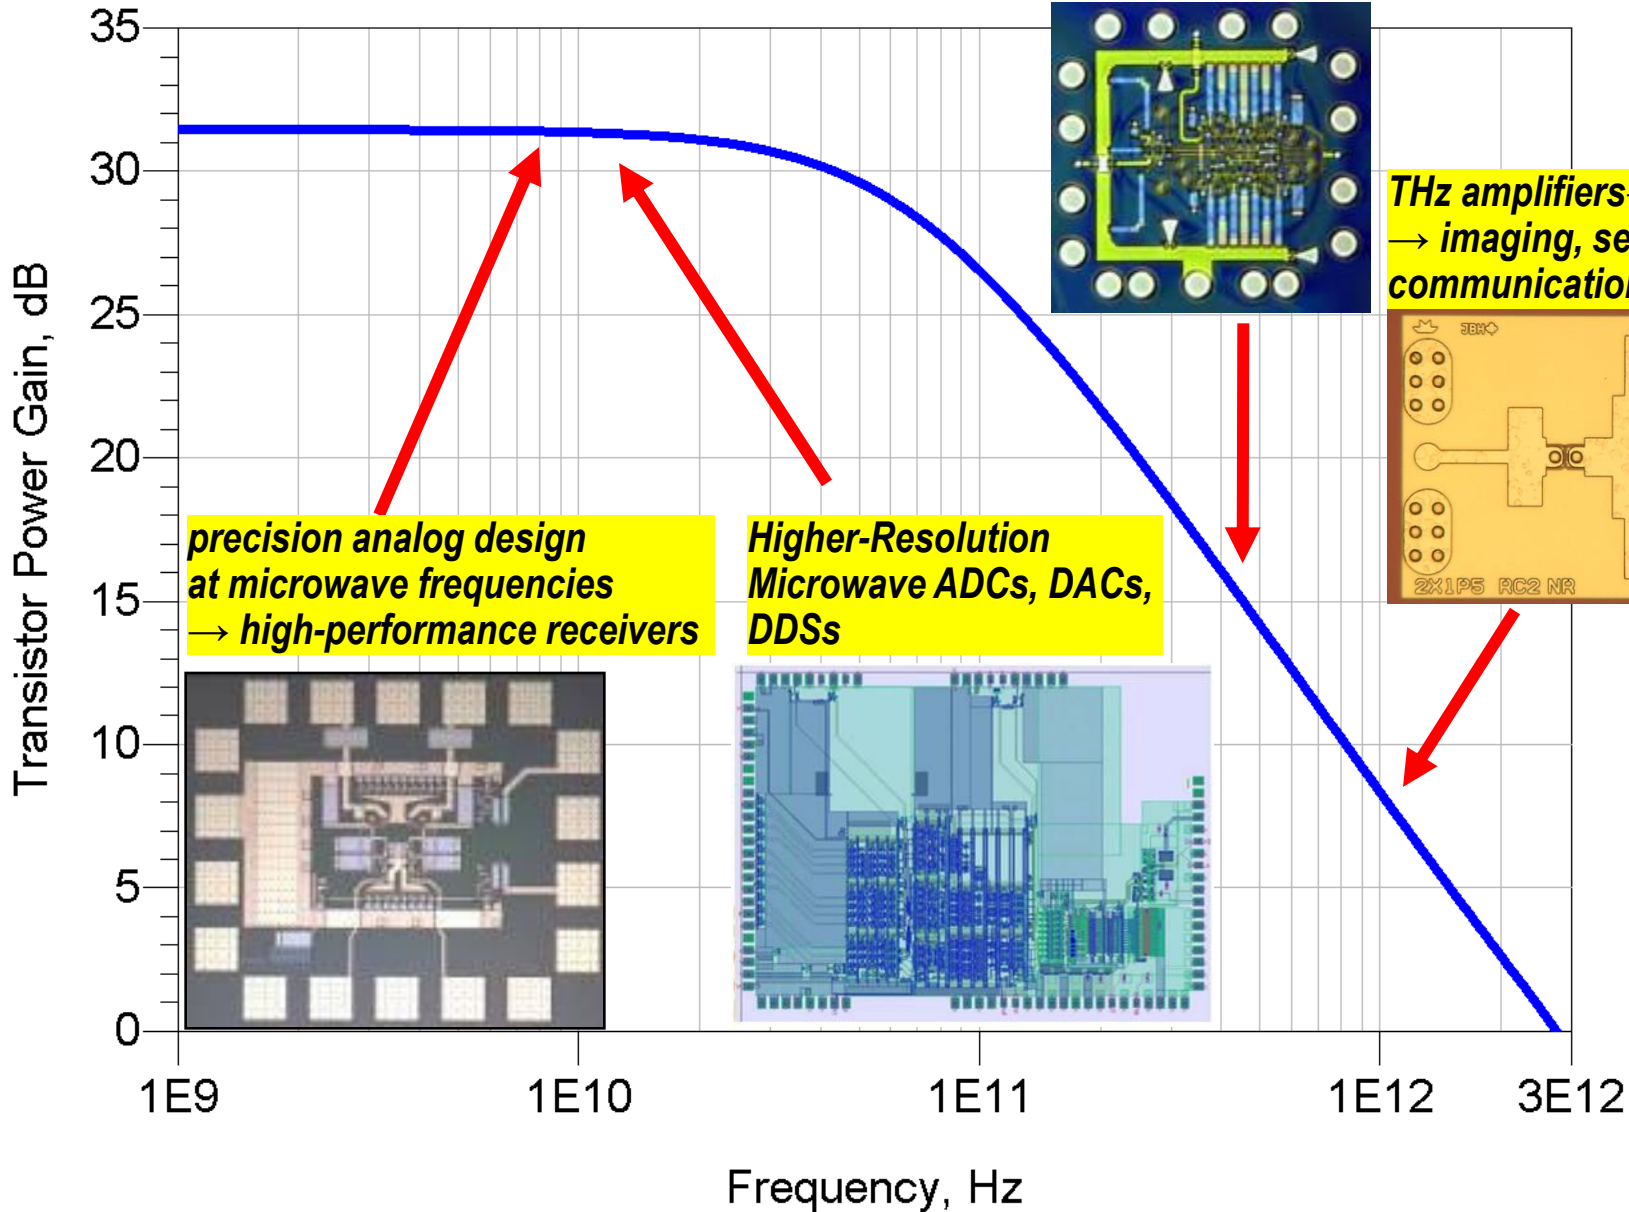 35
30
25
20
15
10
5
0
Transistor Power Gain, dB
THz amplifiers
→ imaging,
precision analog design
at microwave frequencies
→ high-performance receivers
Higher-Resolution
Microwave ADCs, DACs,
DDSs
JBH
2X1P5 RC2 NR
1E9
1E10
1E11
1E12
3E12
Frequency, Hz